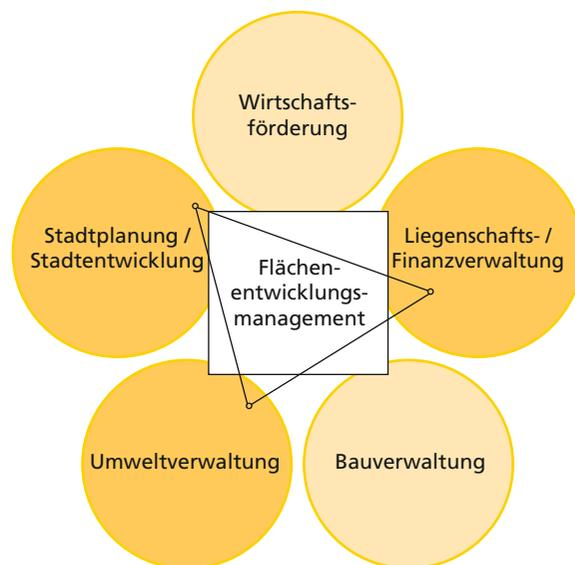 Wirtschafts-
förderung
Stadtplanung /
Stadtentwicklung
Liegenschafts- /
Finanzverwaltung
Flächen-
entwicklungs-
management
Umweltverwaltung
Bauverwaltung